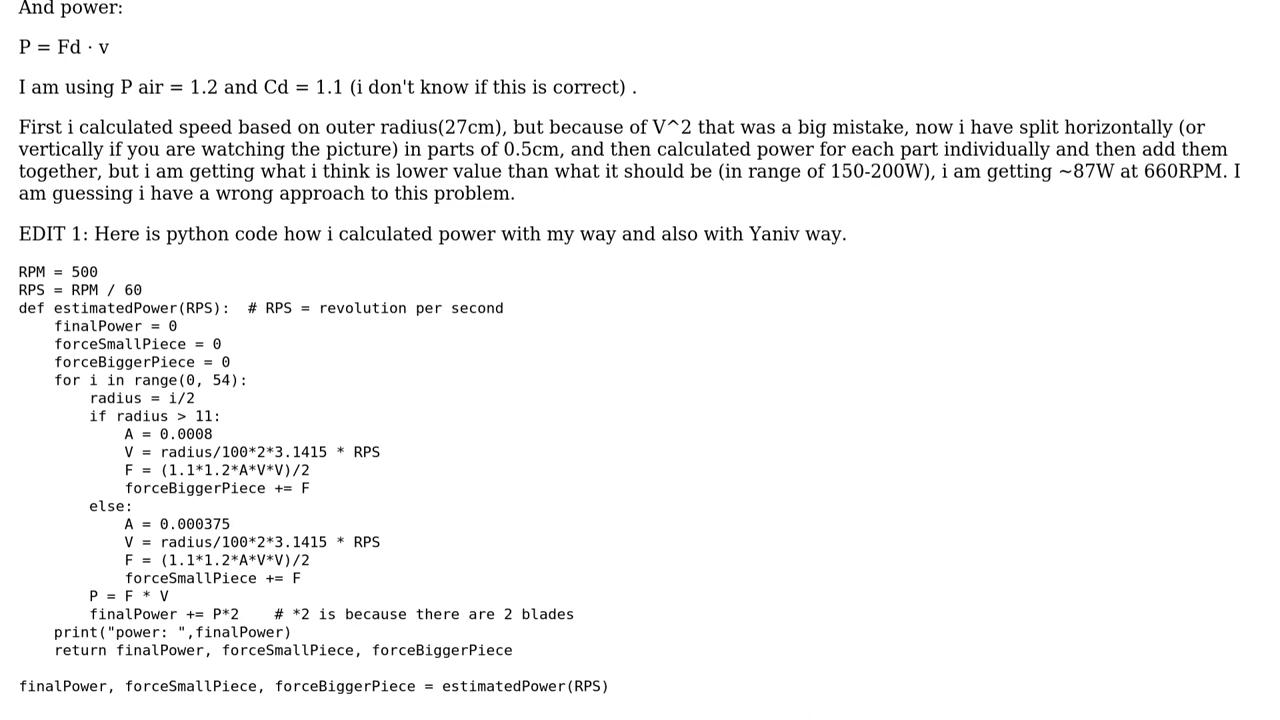 And power:
P = Fd · v
I am using P air = 1.2 and Cd = 1.1 (i don't know if this is correct) .
First i calculated speed based on outer radius(27cm), but because of V^2 that was a big mistake, now i have split horizontally (or
vertically if you are watching the picture) in parts of 0.5cm, and then calculated power for each part individually and then add them
together, but i am getting what i think is lower value than what it should be (in range of 150-200W), i am getting ~87W at 660RPM. I
am guessing i have a wrong approach to this problem.
EDIT 1: Here is python code how i calculated power with my way and also with Yaniv way.
RPM = 500
RPS = RPM / 60
def estimatedPower(RPS):  # RPS = revolution per second
    finalPower = 0
    forceSmallPiece = 0
    forceBiggerPiece = 0
    for i in range(0, 54):
        radius = i/2
        if radius > 11:
            A = 0.0008
            V = radius/100*2*3.1415 * RPS
            F = (1.1*1.2*A*V*V)/2
            forceBiggerPiece += F
        else:
            A = 0.000375
            V = radius/100*2*3.1415 * RPS
            F = (1.1*1.2*A*V*V)/2
            forceSmallPiece += F
        P = F * V
        finalPower += P*2    # *2 is because there are 2 blades
    print("power: ",finalPower)
    return finalPower, forceSmallPiece, forceBiggerPiece
finalPower, forceSmallPiece, forceBiggerPiece = estimatedPower(RPS)